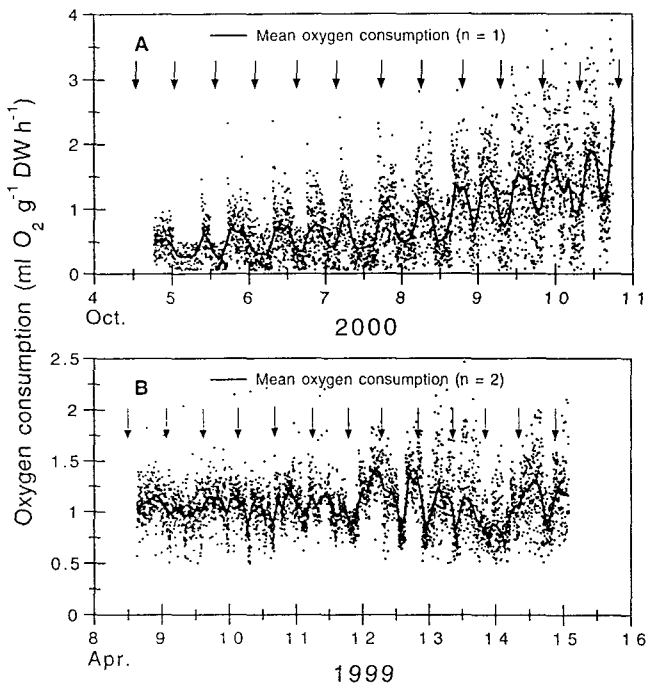 Oxygen consumption (ml O2 g-1 DW h-1)
A
Mean oxygen consumption (n = 1)
4
3
2
1
0
4 5 6 7 8 9 10 11
Oct.
2000
B
Mean oxygen consumption (n = 2)
2.5
2
1.5
1
0.5
0
8 9 10 11 12 13 14 15 16
Apr.
1999